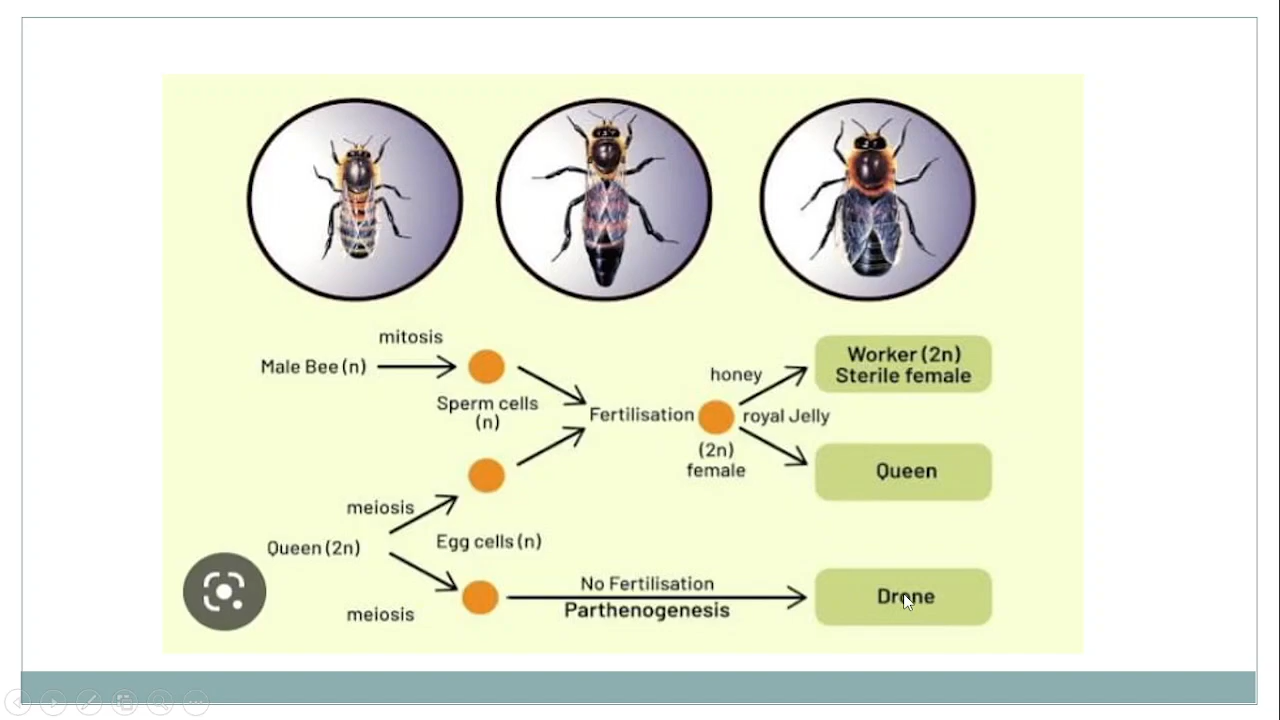 mitosis
Male Bee (n)
Sperm cells
(n)
Fertilisation
honey
royal Jelly
(2n)
female
Worker (2n)
Sterile female
Queen
meiosis
Queen (2n)
Egg cells (n)
meiosis
No Fertilisation
Parthenogenesis
Drone